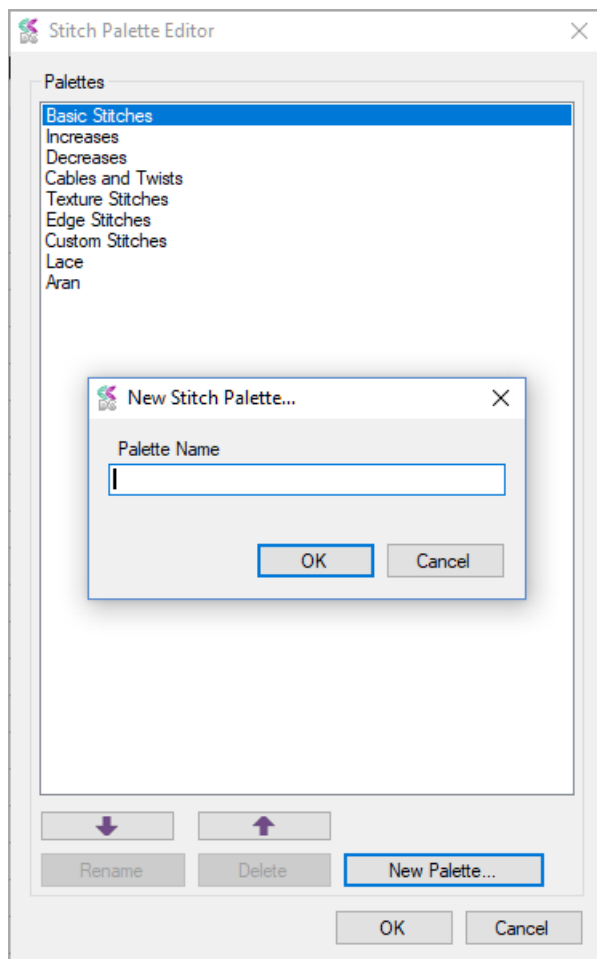 Stitch Palette Editor
Palettes
Basic Stitches
Increases
Decreases
Cables and Twists
Texture Stitches
Edge Stitches
Custom Stitches
Lace
Aran
New Stitch Palette...
Palette Name
OK Cancel
Rename Delete New Palette...
OK Cancel